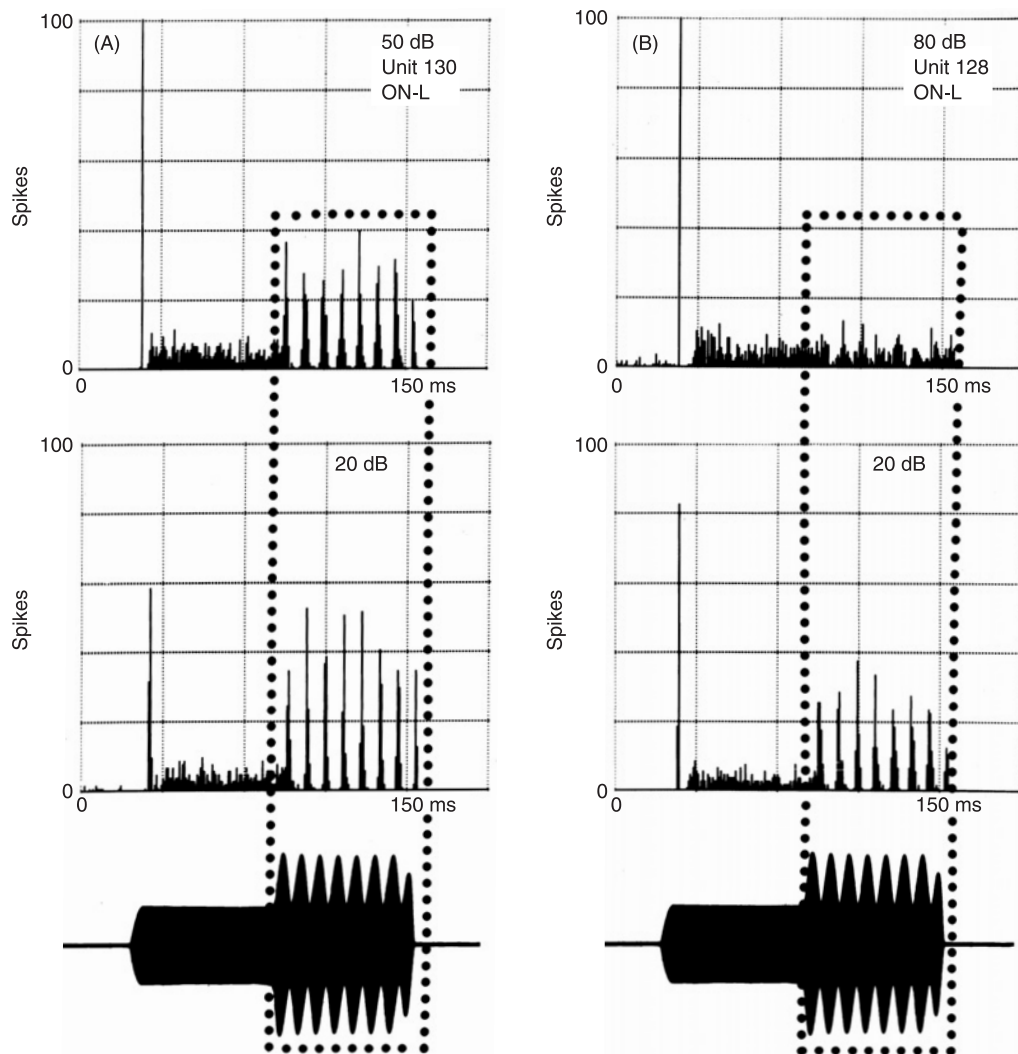 100
(A)
50 dB
Unit 130
ON-L
Spikes
0
0
150 ms
100
(B)
80 dB
Unit 128
ON-L
Spikes
0
0
150 ms
100
20 dB
Spikes
0
0
150 ms
100
20 dB
Spikes
0
0
150 ms